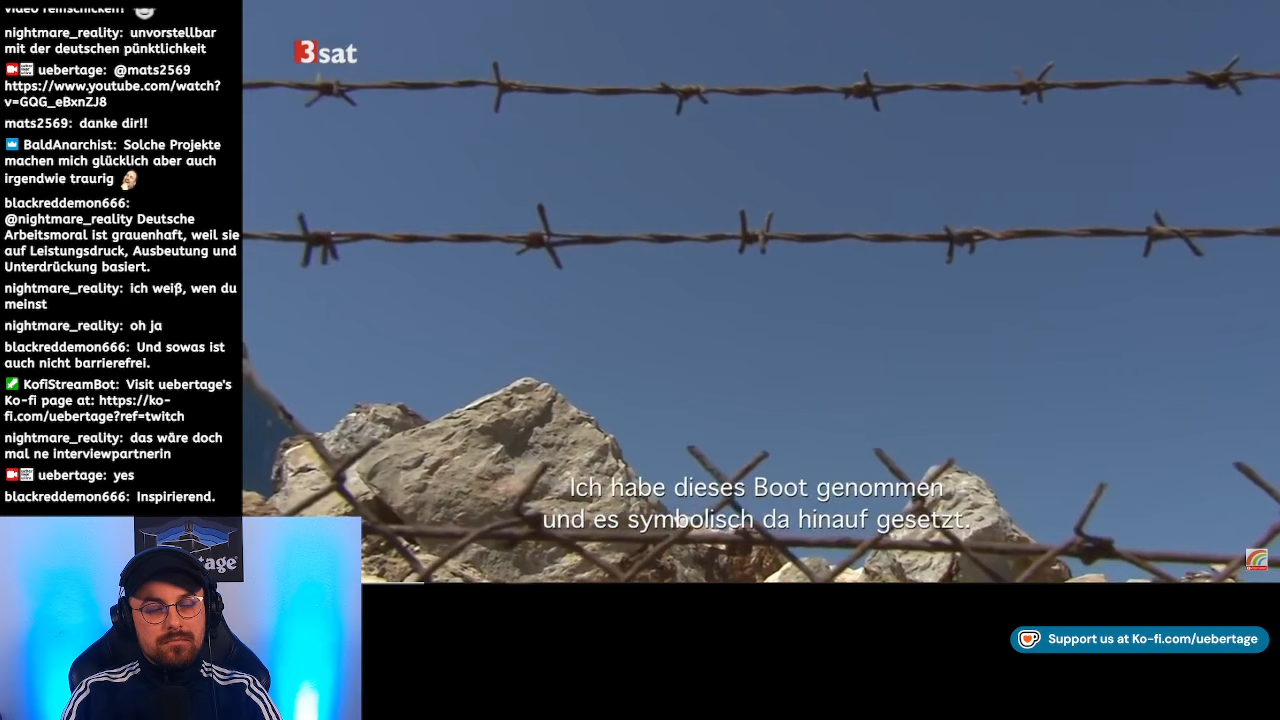 video reinschicken!
nightmare_reality: unvorstellbar
mit der deutschen pünktlichkeit
uebertage: @mats2569
https://www.youtube.com/watch?
v=GQG_eBxnZJ8
mats2569: danke dir!!
BaldAnarchist: Solche Projekte
machen mich glücklich aber auch
irgendwie traurig
blackreddemon666:
@nightmare_reality Deutsche
Arbeitsmoral ist grauenhaft, weil sie
auf Leistungsdruck, Ausbeutung und
Unterdrückung basiert.
nightmare_reality: ich weiß, wen du
meinst
nightmare_reality: oh ja
blackreddemon666: Und sowas ist
auch nicht barrierefrei.
KofiStreamBot: Visit uebertage's
Ko-fi page at: https://ko-
fi.com/uebertage?ref=twitch
nightmare_reality: das wäre doch
mal ne interviewpartnerin
uebertage: yes
blackreddemon666: Inspirierend.
3sat
Ich habe dieses Boot genommen
und es symbolisch da hinauf gesetzt.
tage
Support us at Ko-fi.com/uebertage